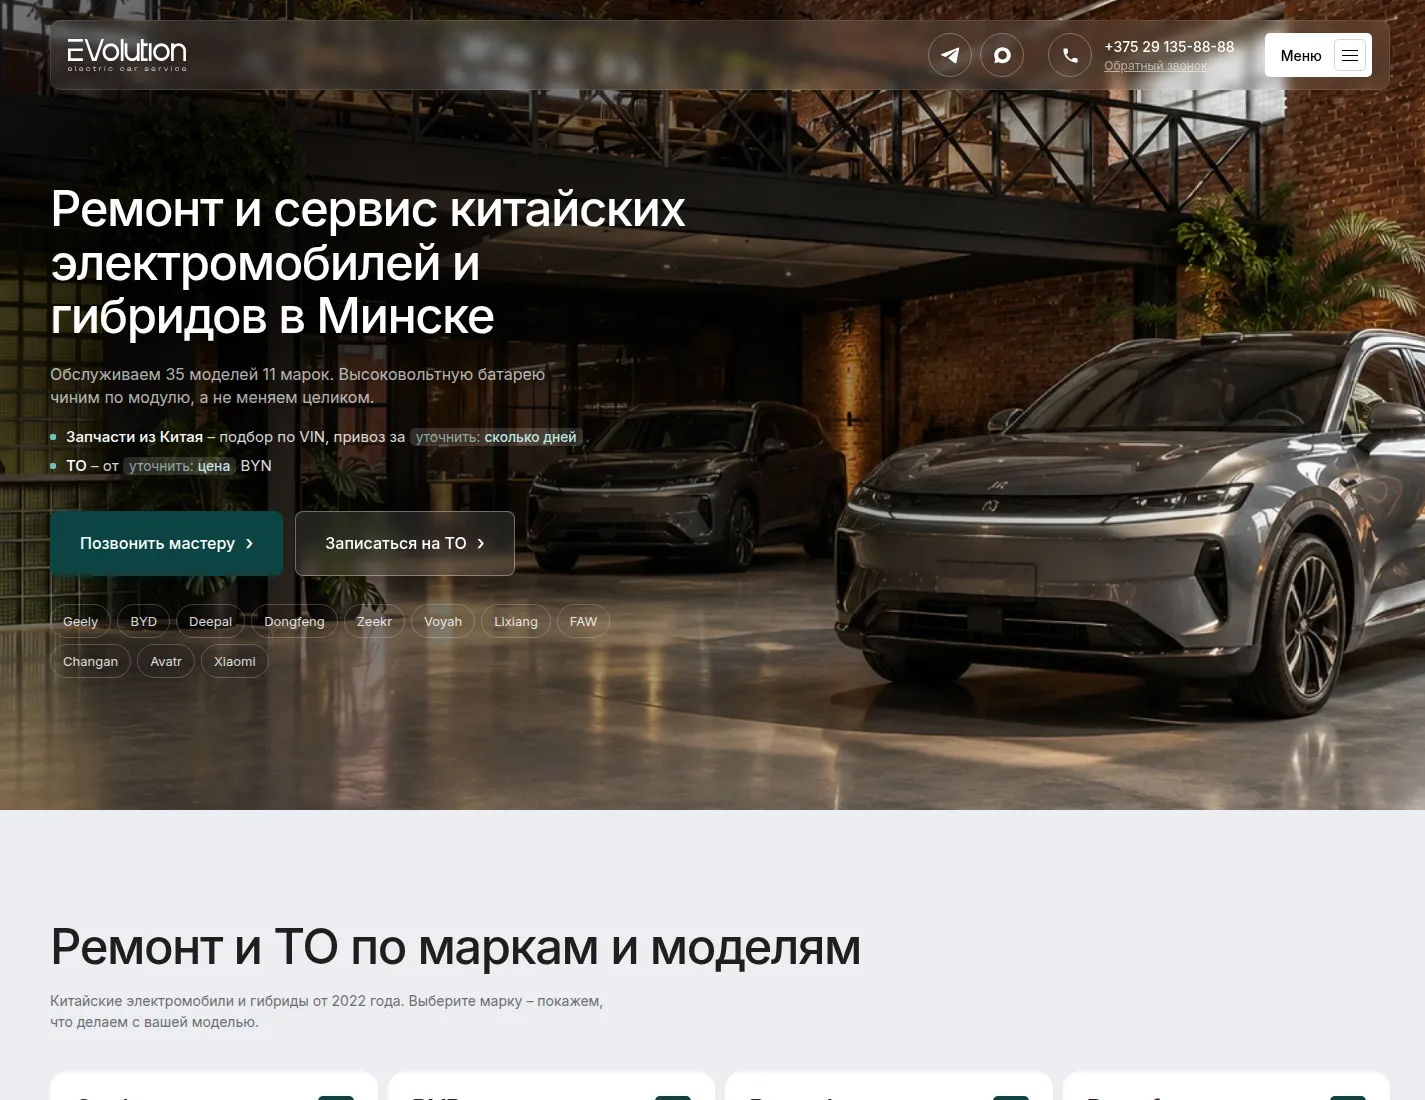 EVolution
electric car service
+375 29 135-88-88
Обратный звонок
Меню
Ремонт и сервис китайских
электромобилей и
гибридов в Минске
Обслуживаем 35 моделей 11 марок. Высоковольтную батарею
чиним по модулю, а не меняем целиком.
Запчасти из Китая – подбор по VIN, привоз за уточнить: сколько дней
ТО – от уточнить: цена BYN
Позвонить мастеру ›
Записаться на ТО ›
Geely BYD Deepal Dongfeng Zeekr Voyah Lixiang FAW
Changan Avatr Xiaomi
Ремонт и ТО по маркам и моделям
Китайские электромобили и гибриды от 2022 года. Выберите марку – покажем,
что делаем с вашей моделью.